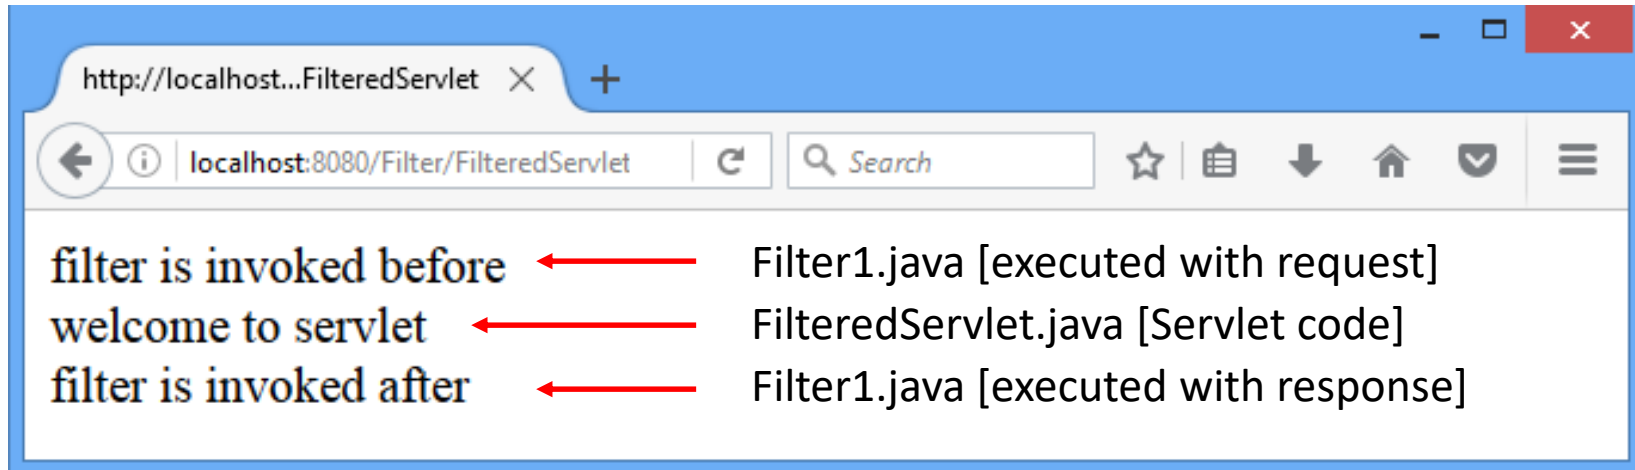 http://localhost...FilteredServlet
localhost:8080/Filter/FilteredServlet Search
filter is invoked before Filter1.java [executed with request]
welcome to servlet FilteredServlet.java [Servlet code]
filter is invoked after Filter1.java [executed with response]